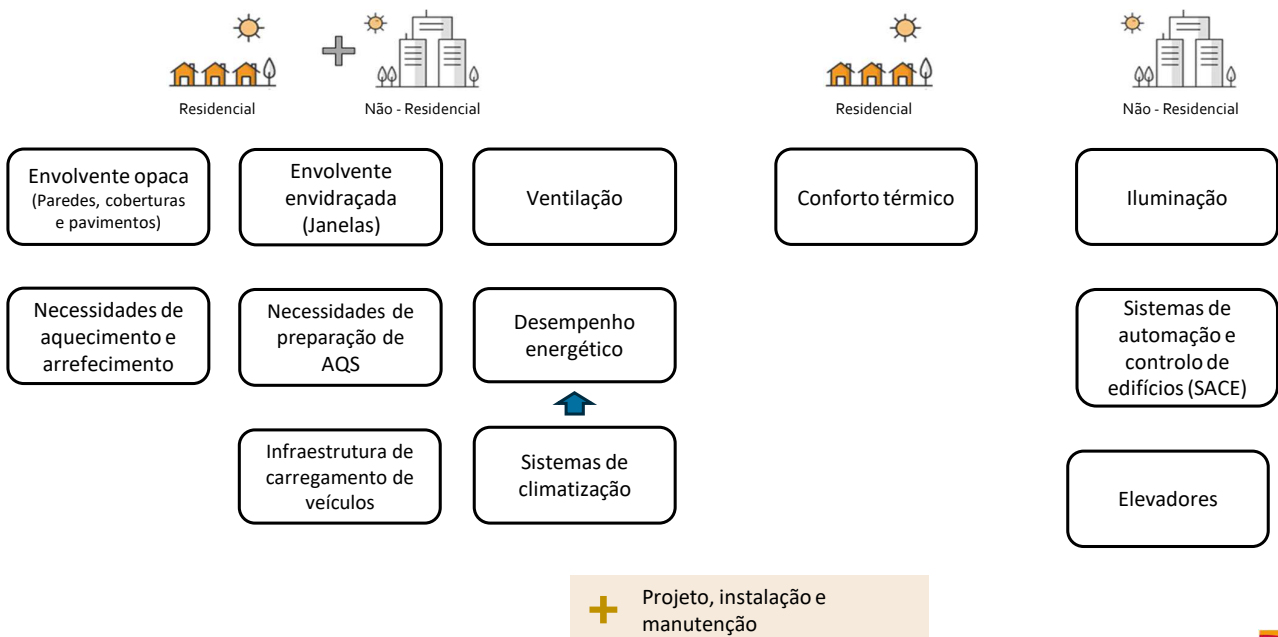 Residencial
Não - Residencial
Residencial
Não - Residencial
Envolvente opaca
(Paredes, coberturas
e pavimentos)
Envolvente
envidraçada
(Janelas)
Ventilação
Conforto térmico
Iluminação
Necessidades de
aquecimento e
arrefecimento
Necessidades de
preparação de
AQS
Desempenho
energético
Sistemas de
automação e
controlo de
edifícios (SACE)
Infraestrutura de
carregamento de
veículos
Sistemas de
climatização
Elevadores
Projeto, instalação e
manutenção